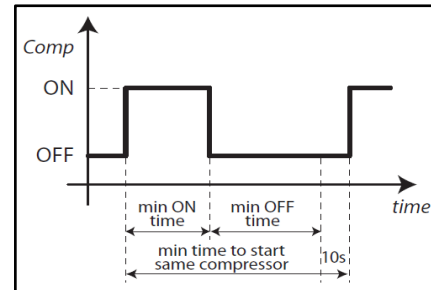 Comp
ON
OFF
time
min ON
time
min OFF
time
min time to start
same compressor
10s